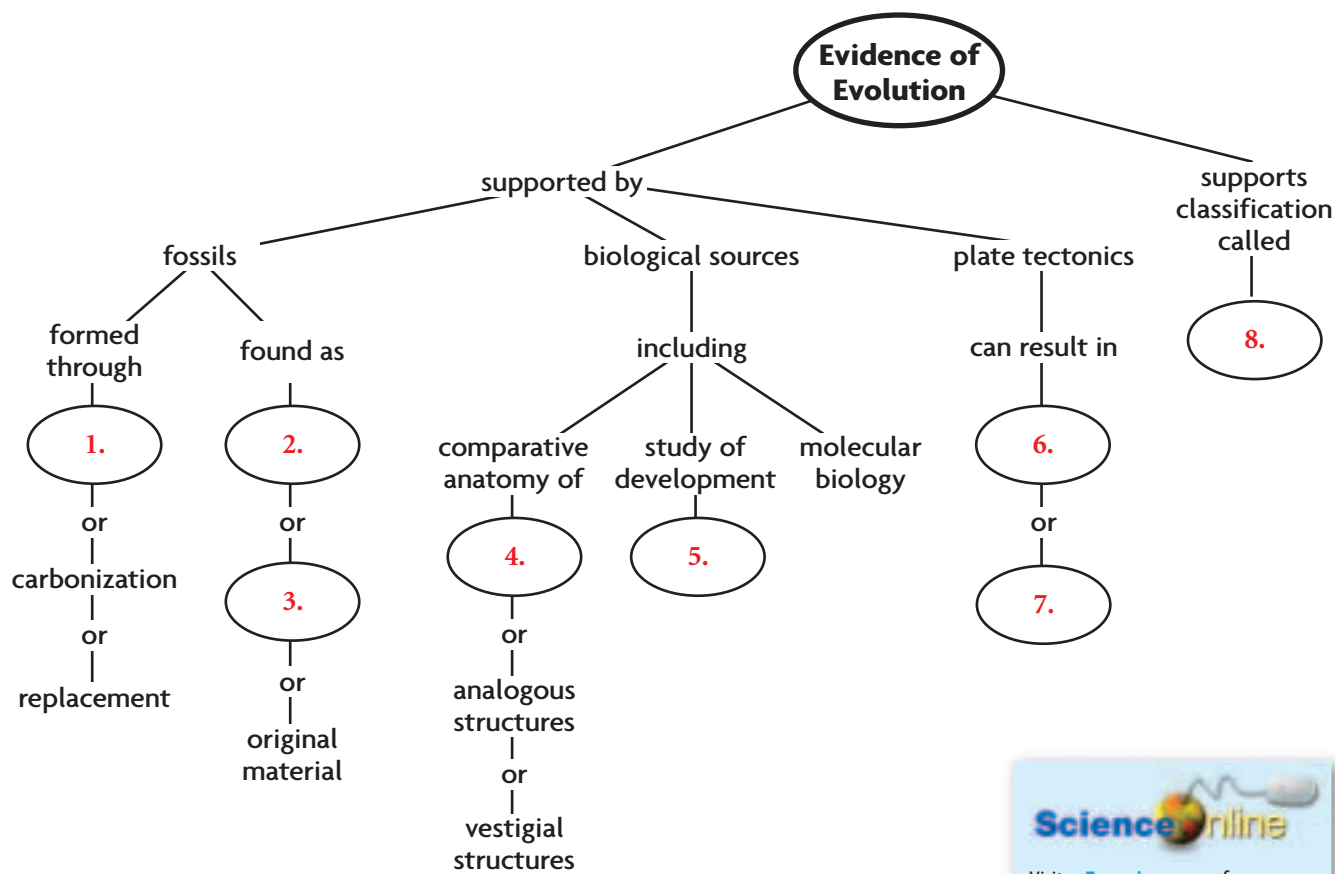 Evidence of
Evolution
supported by
supports
classification
called
8.
fossils
biological sources
plate tectonics
formed
through
found as
including
can result in
1.
or
carbonization
or
replacement
2.
or
3.
or
original
material
comparative
anatomy of
4.
or
analogous
structures
or
vestigial
structures
study of
development
5.
molecular
biology
6.
or
7.
Science nline